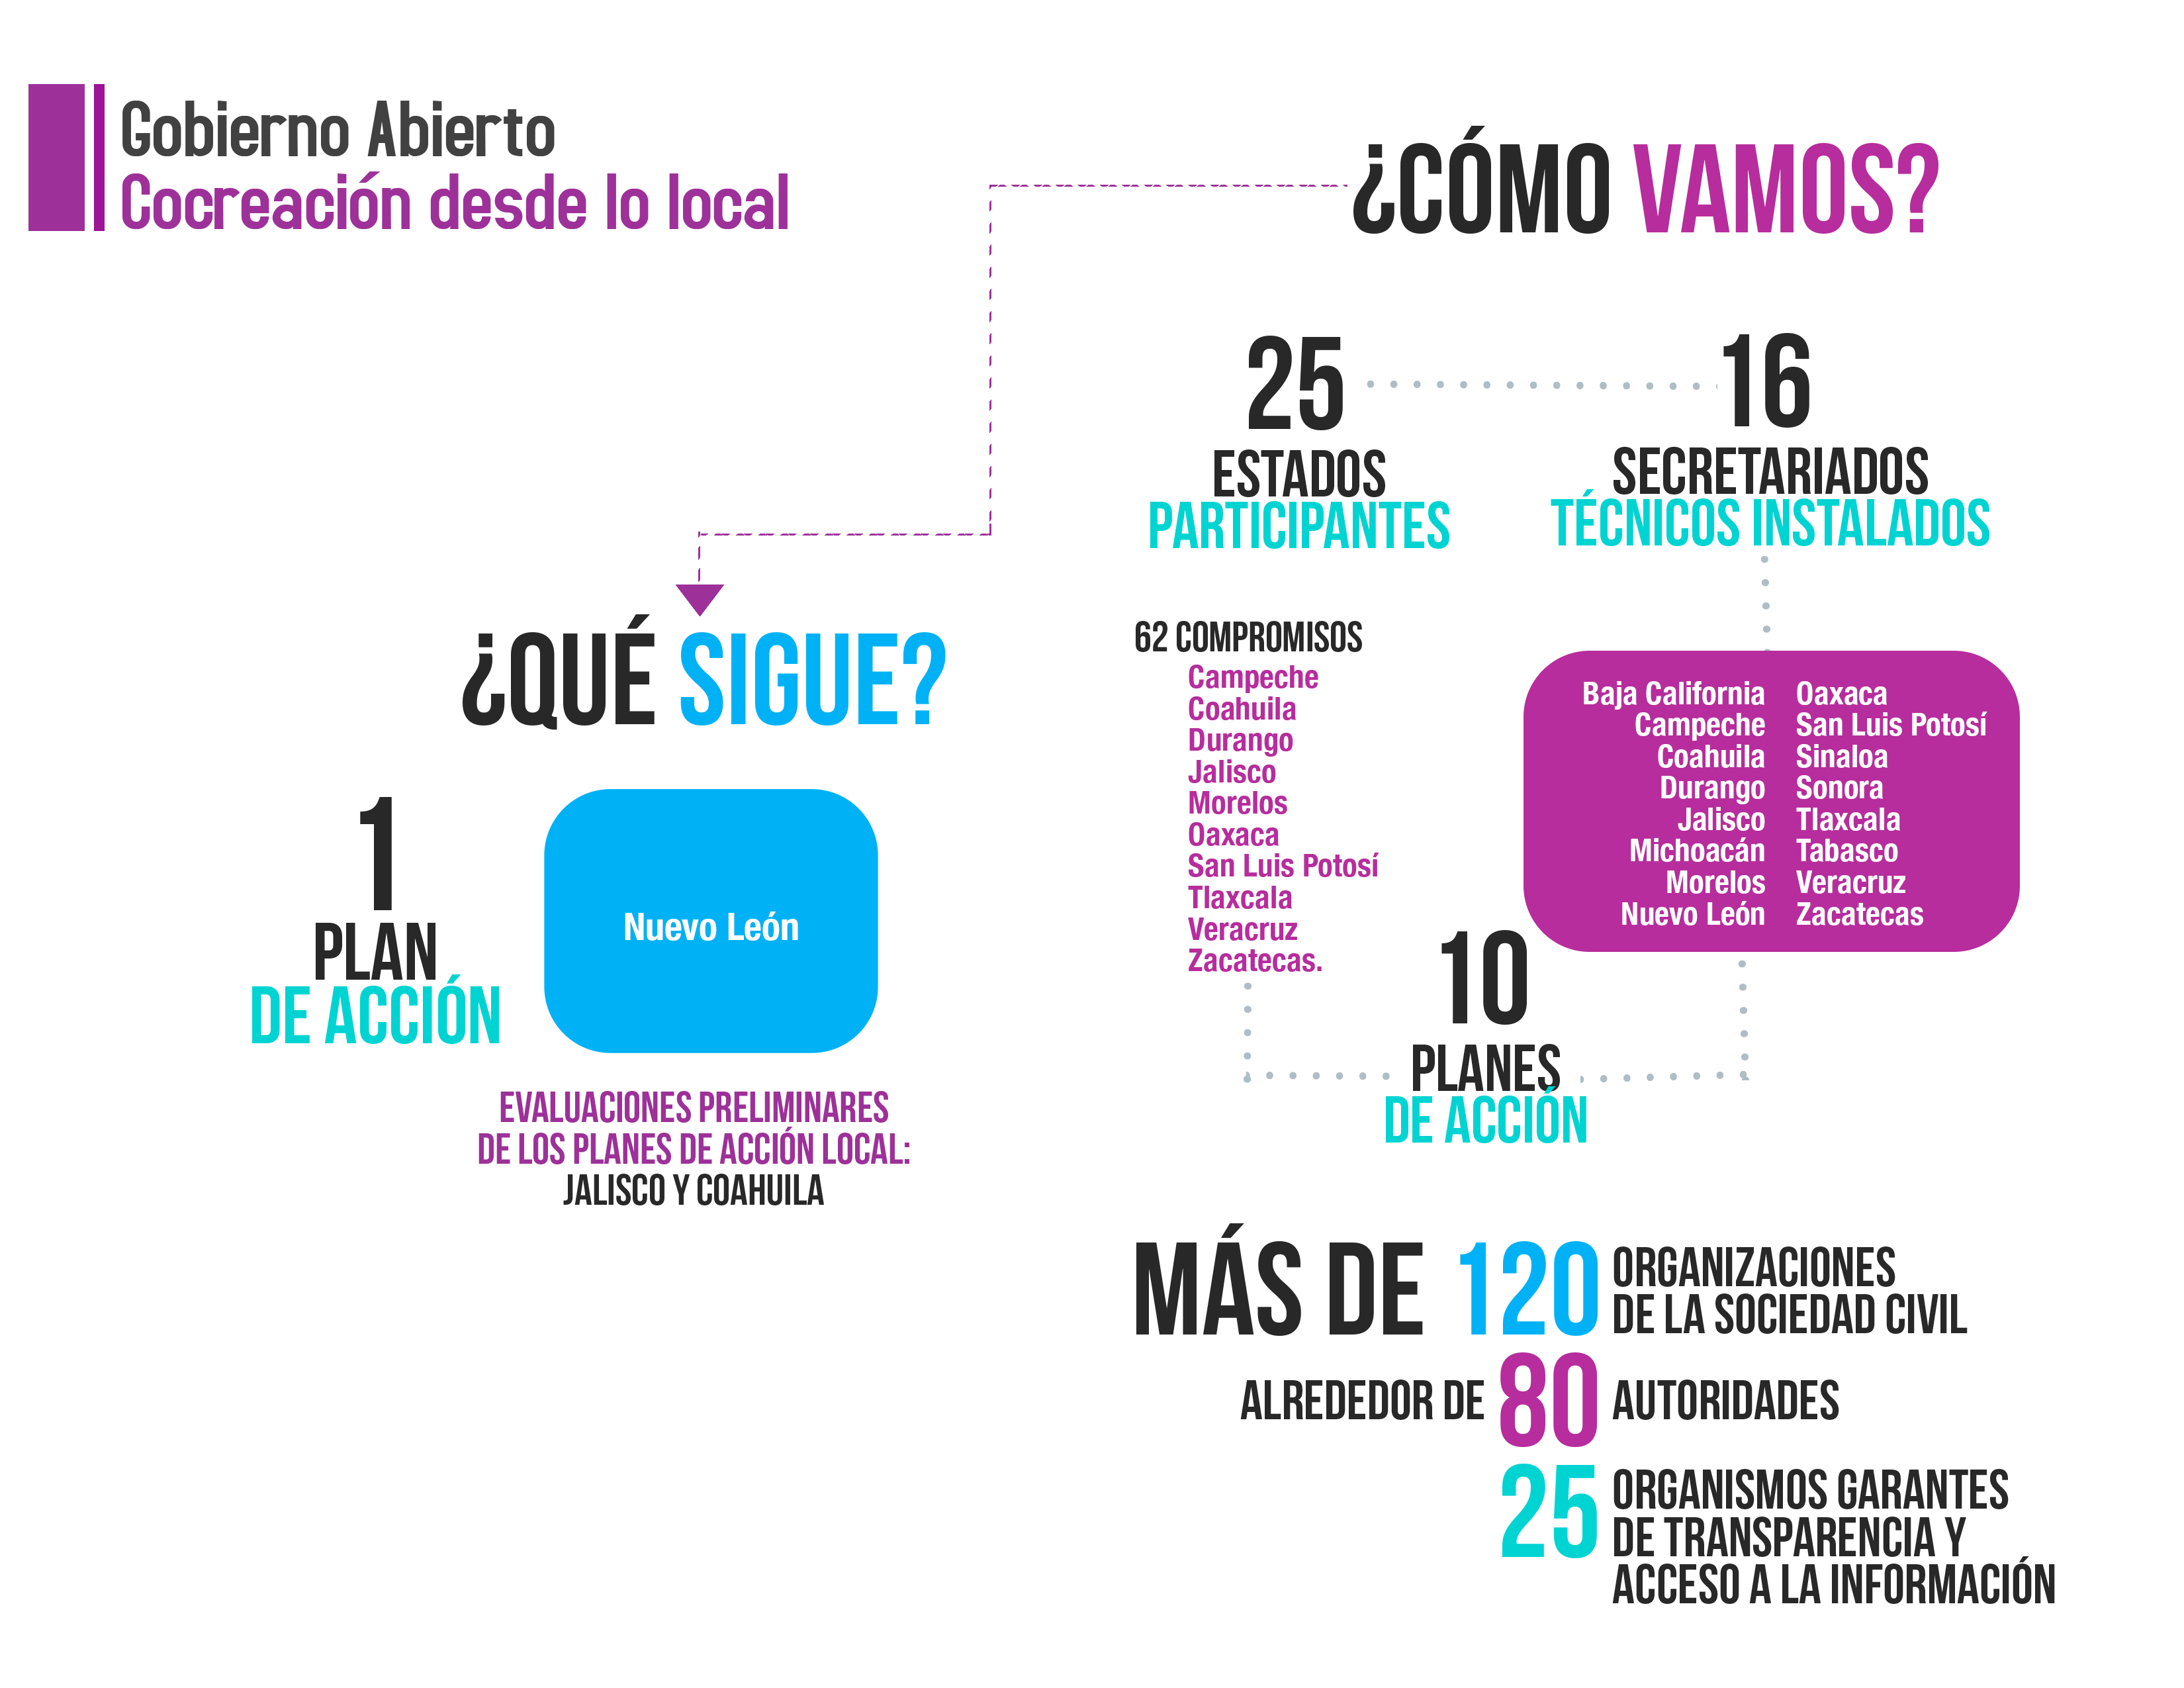 Gobierno Abierto
Cocreación desde lo local
¿CÓMO VAMOS?
25
ESTADOS
PARTICIPANTES
16
SECRETARIADOS
TÉCNICOS INSTALADOS
62 COMPROMISOS
Campeche
Coahuila
Durango
Jalisco
Morelos
Oaxaca
San Luis Potosí
Tlaxcala
Veracruz
Zacatecas.
Baja California
Campeche
Coahuila
Durango
Jalisco
Michoacán
Morelos
Nuevo León
Oaxaca
San Luis Potosí
Sinaloa
Sonora
Tlaxcala
Tabasco
Veracruz
Zacatecas
10
PLANES
DE ACCIÓN
¿QUÉ SIGUE?
1
PLAN
DE ACCIÓN
Nuevo León
EVALUACIONES PRELIMINARES
DE LOS PLANES DE ACCIÓN LOCAL:
JALISCO Y COAHUILA
MÁS DE 120 ORGANIZACIONES
DE LA SOCIEDAD CIVIL
ALREDEDOR DE 80 AUTORIDADES
25 ORGANISMOS GARANTES
DE TRANSPARENCIA Y
ACCESO A LA INFORMACIÓN